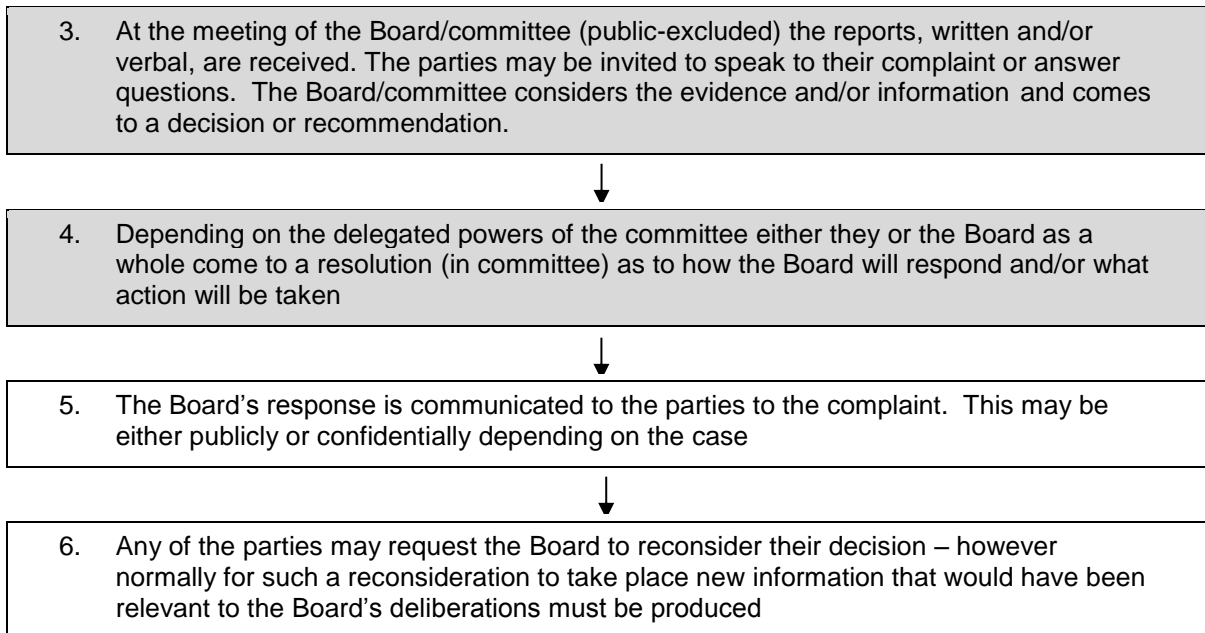 3. At the meeting of the Board/committee (public-excluded) the reports, written and/or
verbal, are received. The parties may be invited to speak to their complaint or answer
questions.  The Board/committee considers the evidence and/or information and comes
to a decision or recommendation.
4. Depending on the delegated powers of the committee either they or the Board as a
whole come to a resolution (in committee) as to how the Board will respond and/or what
action will be taken
5. The Board’s response is communicated to the parties to the complaint.  This may be
either publicly or confidentially depending on the case
6. Any of the parties may request the Board to reconsider their decision – however
normally for such a reconsideration to take place new information that would have been
relevant to the Board’s deliberations must be produced